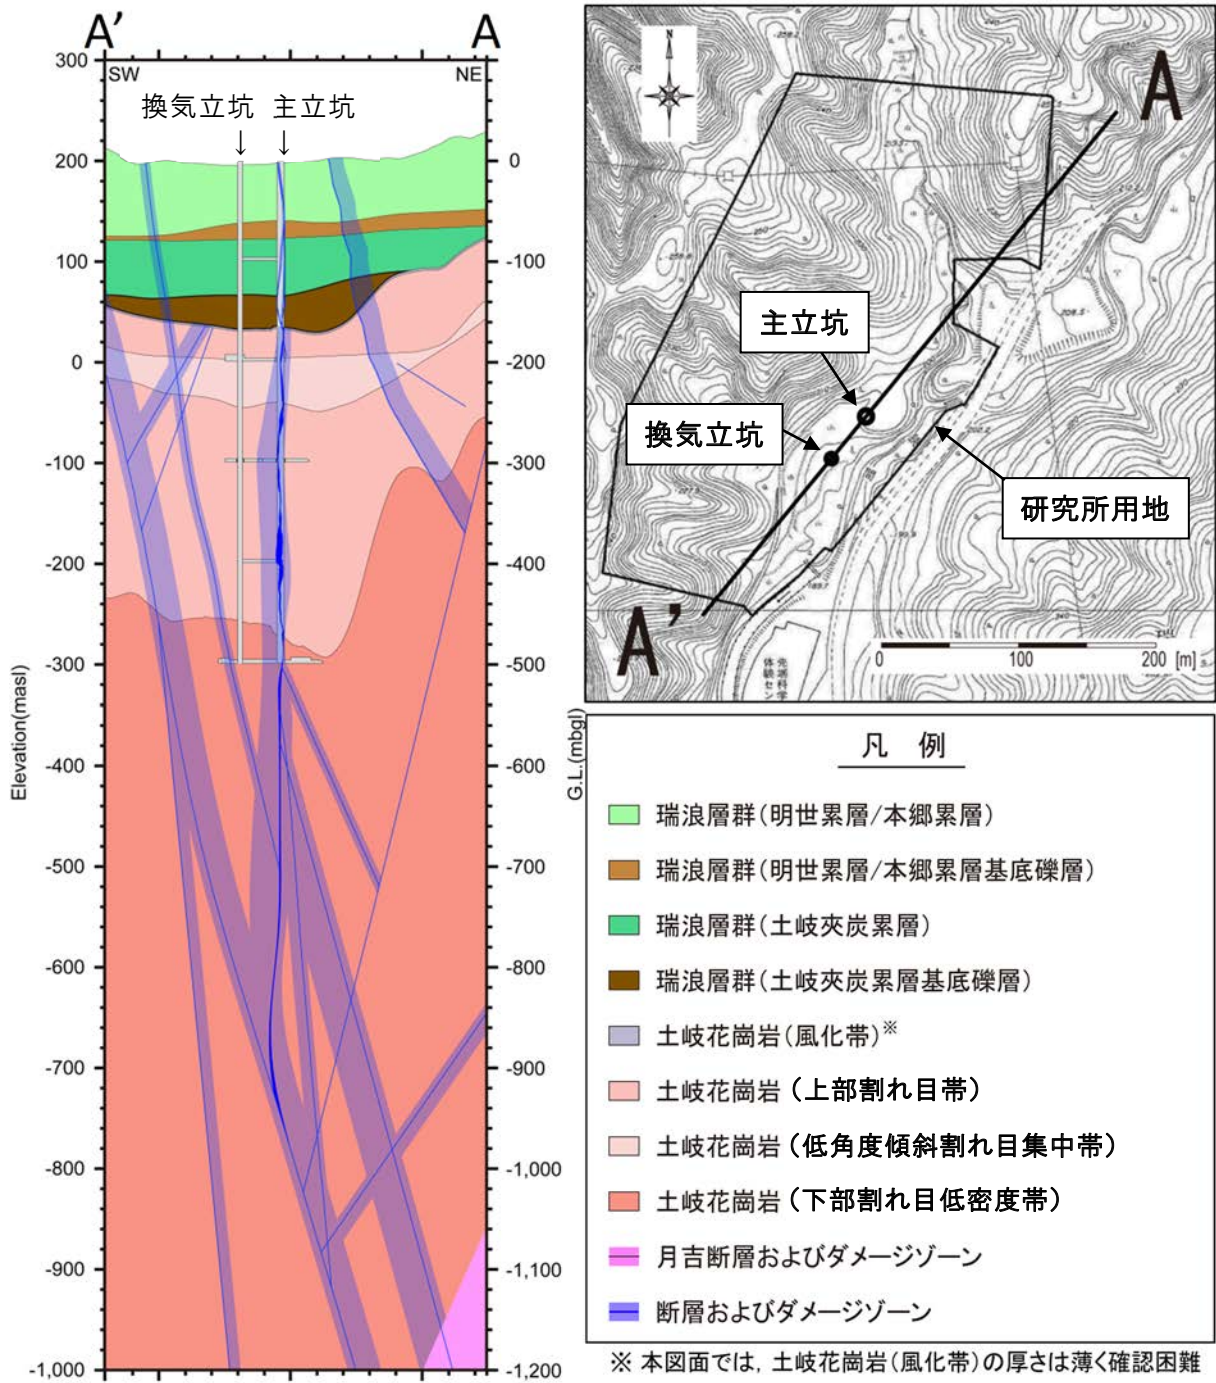 A'
A
SW
NE
換気立坑
主立坑
300
200
100
0
-100
-200
-300
-400
-500
-600
-700
-800
-900
-1,000
Elevation(masl)
0
-100
-200
-300
-400
-500
-600
-700
-800
-900
-1,000
-1,100
-1,200
G.L.(mbgl)
N
A
主立坑
換気立坑
研究所用地
A'
0
100
200
[m]
凡 例
瑞浪層群(明世累層/本郷累層)
瑞浪層群(明世累層/本郷累層基底礫層)
瑞浪層群(土岐夾炭累層)
瑞浪層群(土岐夾炭累層基底礫層)
土岐花崗岩(風化帯)※
土岐花崗岩(上部割れ目帯)
土岐花崗岩(低角度傾斜割れ目集中帯)
土岐花崗岩(下部割れ目低密度帯)
月吉断層およびダメージゾーン
断層およびダメージゾーン
※ 本図面では，土岐花崗岩(風化帯)の厚さは薄く確認困難